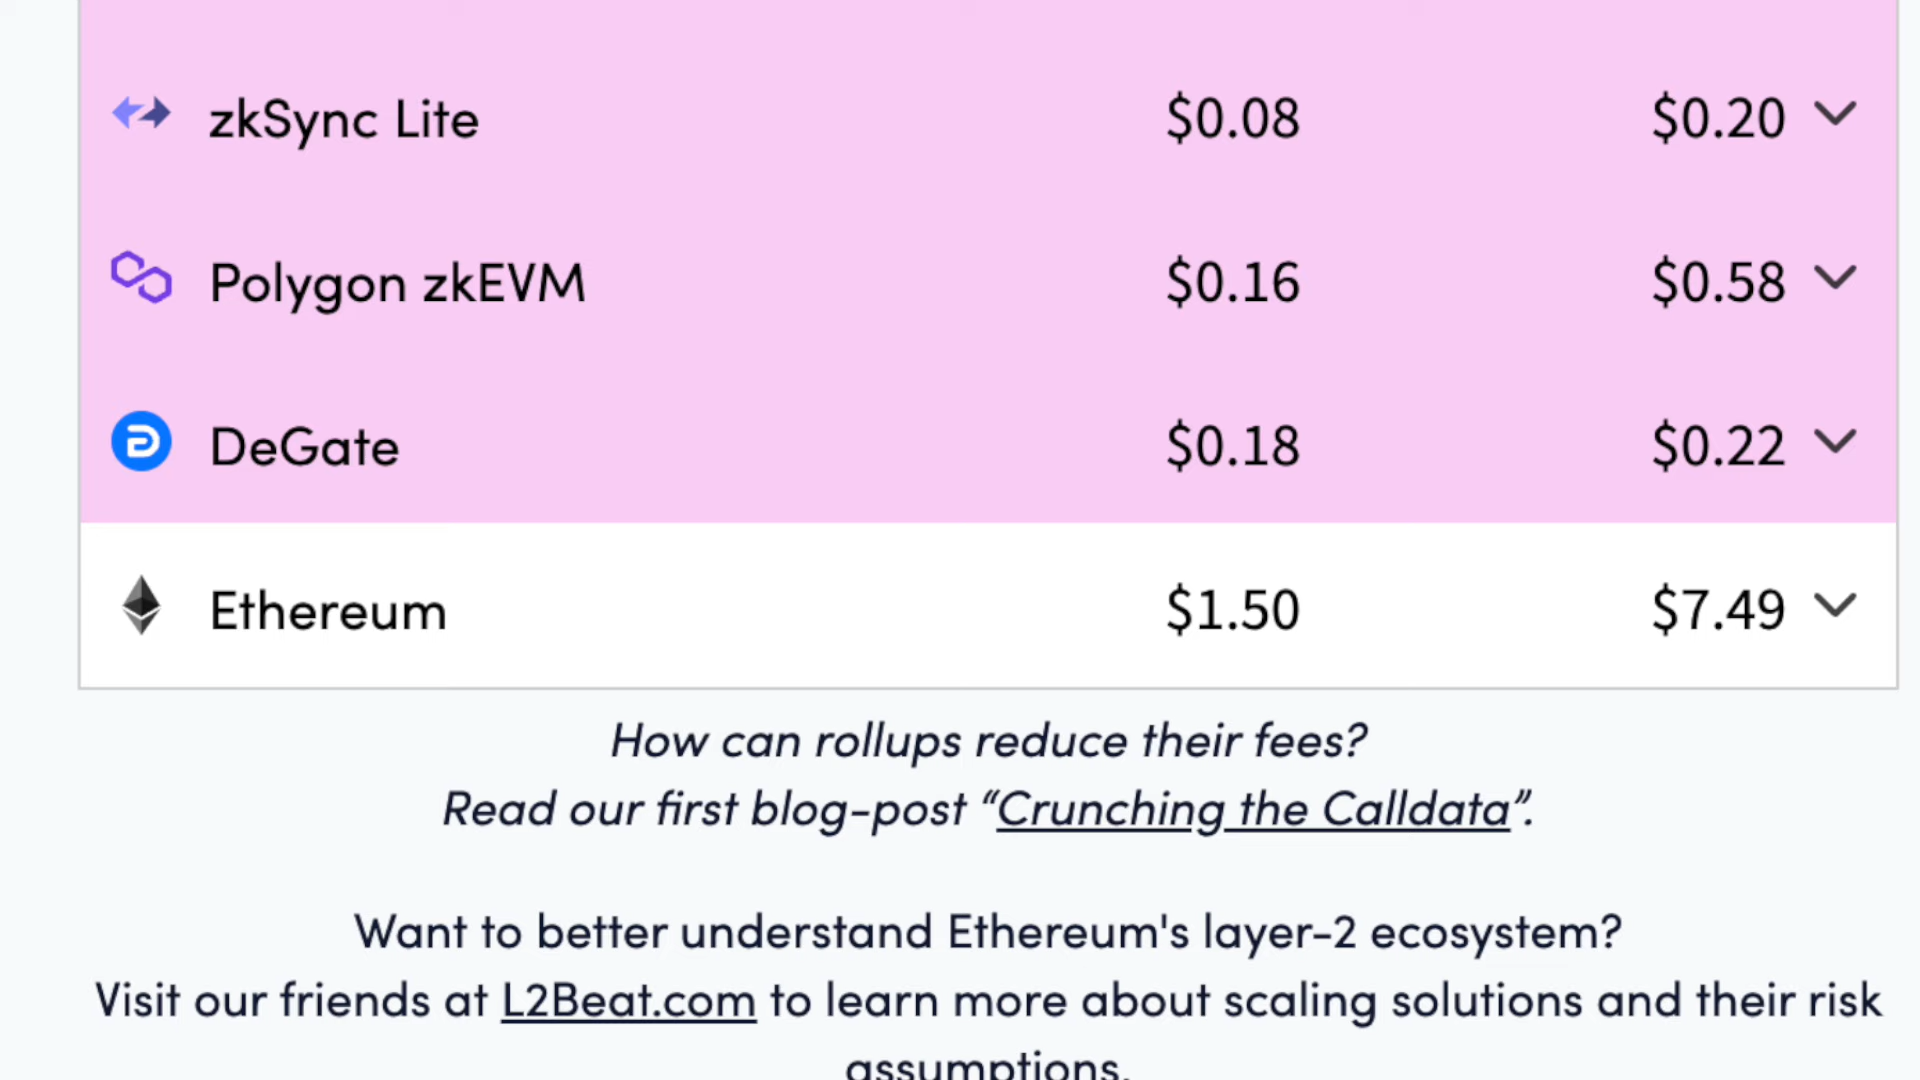 zkSync Lite $0.08 $0.20
Polygon zkEVM $0.16 $0.58
DeGate $0.18 $0.22
Ethereum $1.50 $7.49
How can rollups reduce their fees?
Read our first blog-post “Crunching the Calldata”.
Want to better understand Ethereum's layer-2 ecosystem?
Visit our friends at L2Beat.com to learn more about scaling solutions and their risk
assumptions.